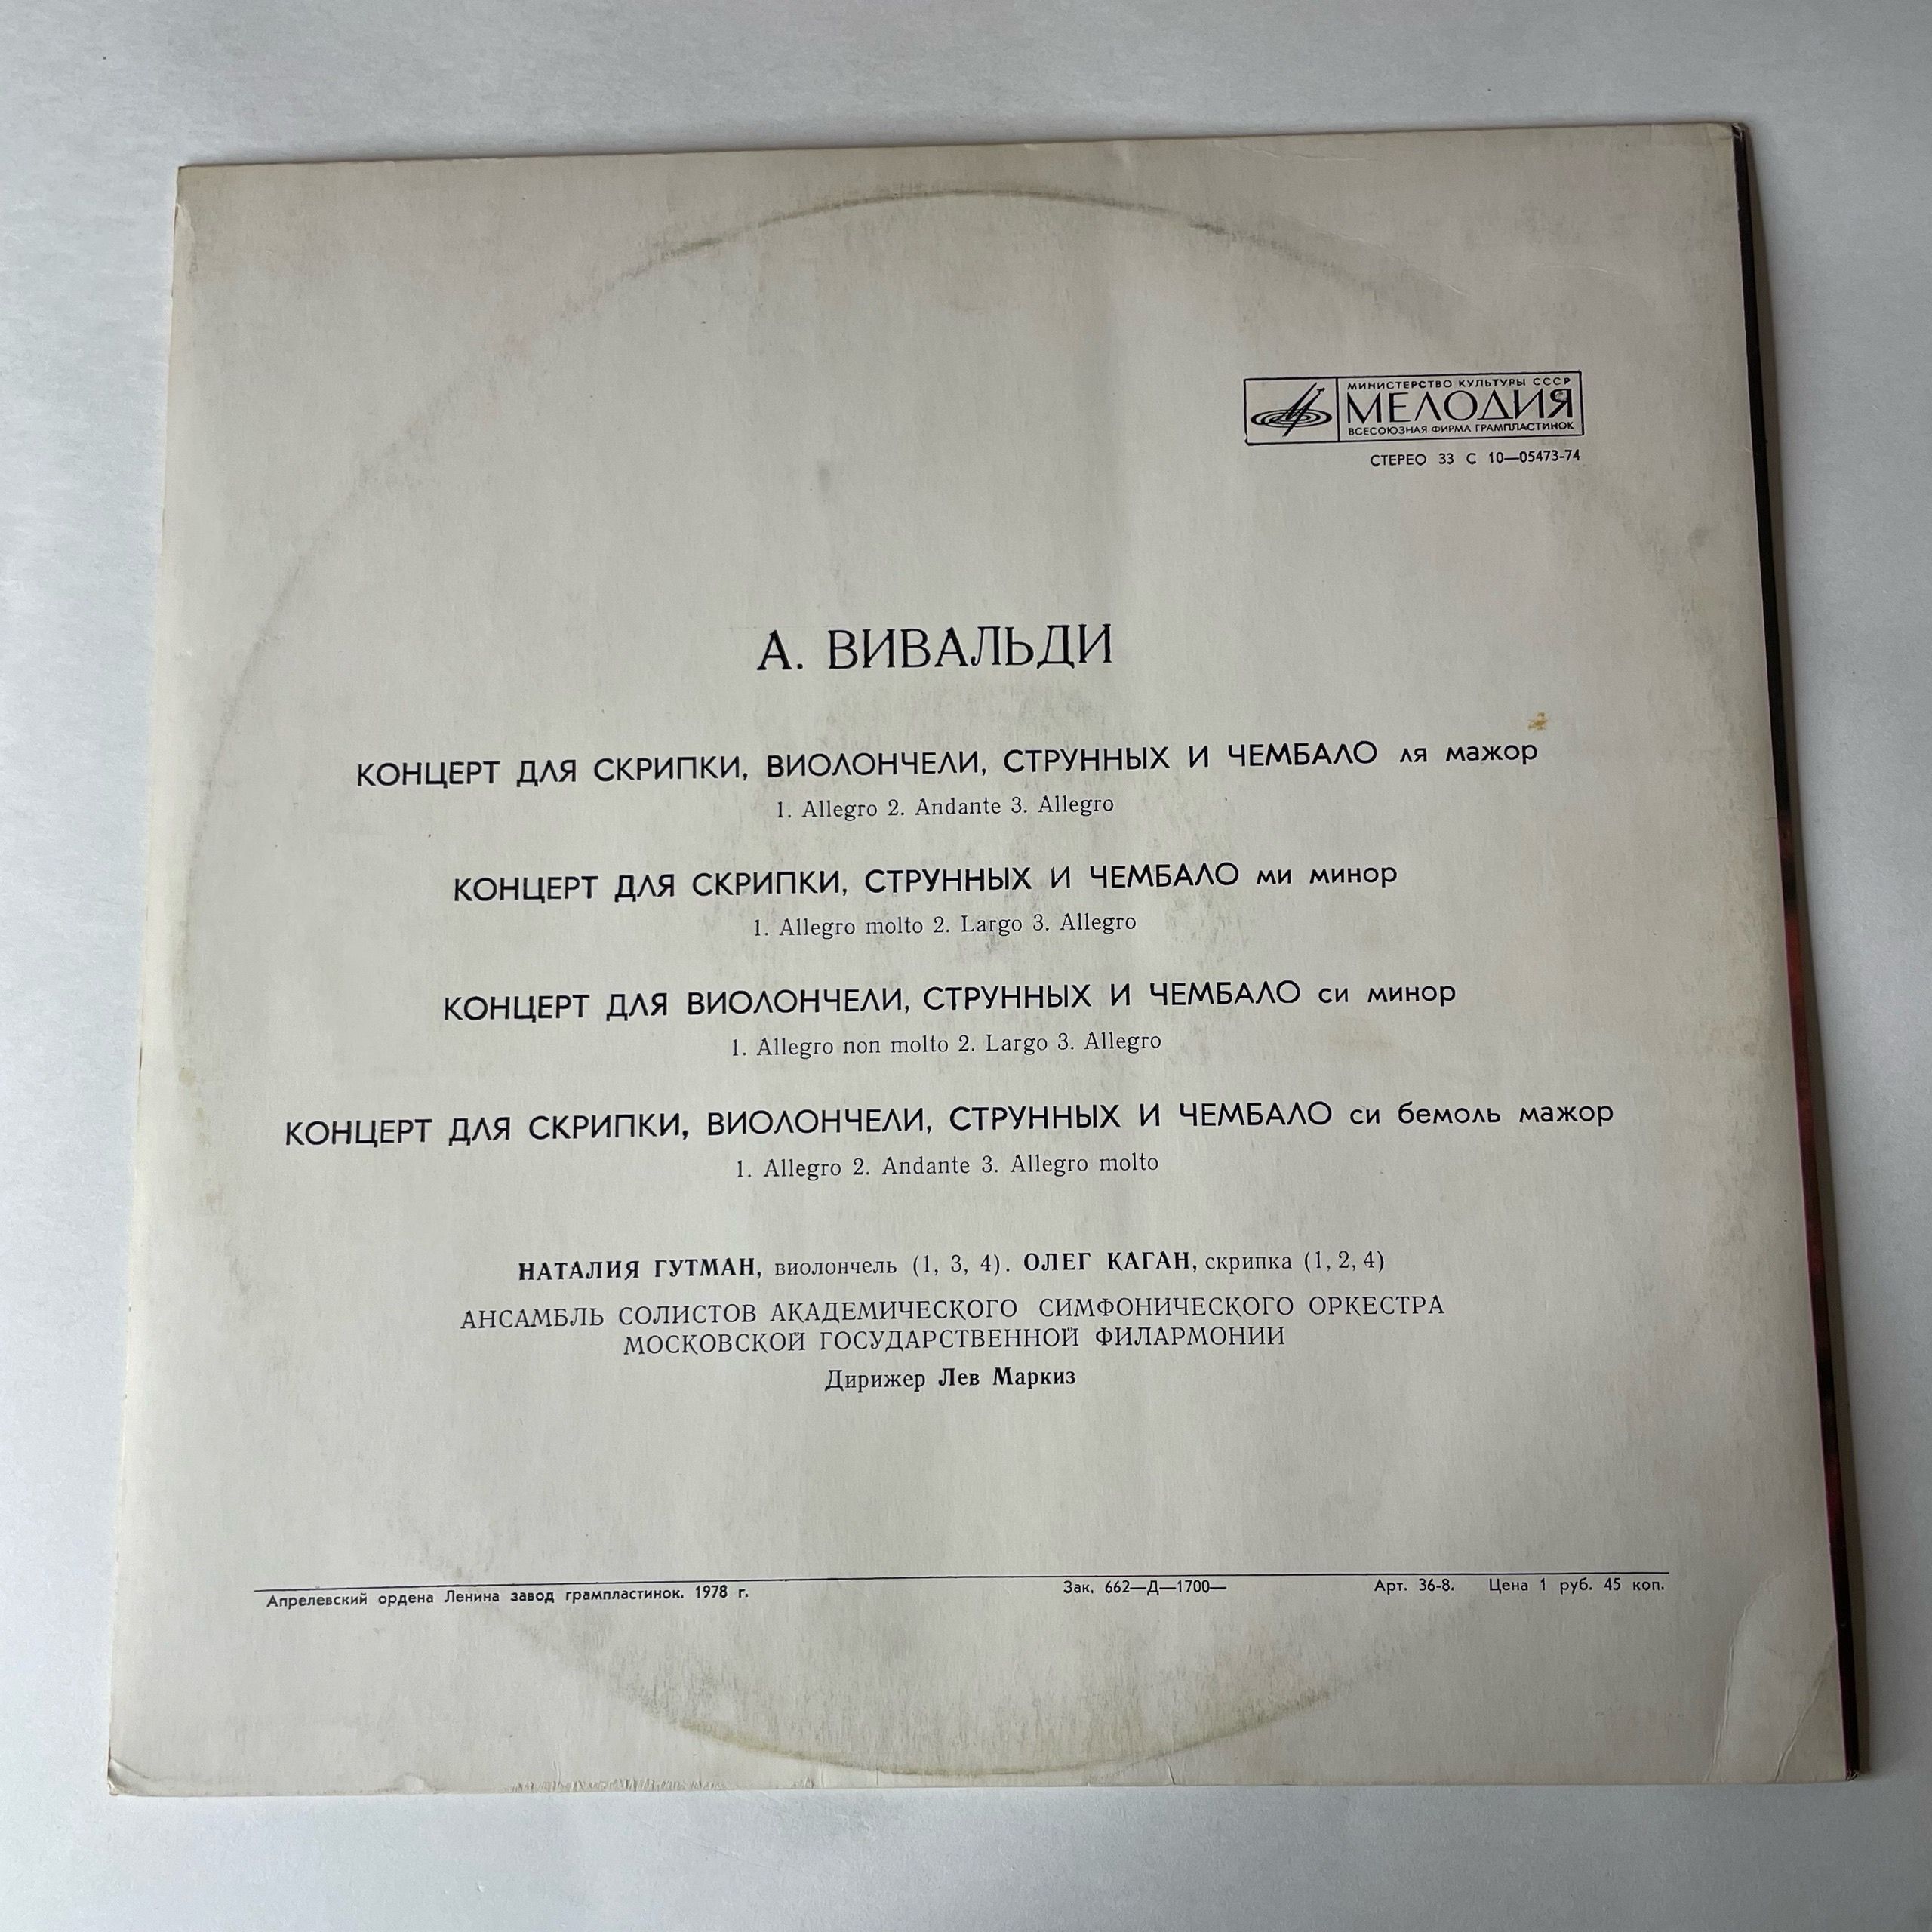 МИНИСТЕРСТВО КУЛЬТУРЫ СССР
МЕЛОДИЯ
ВСЕСОЮЗНАЯ ФИРМА ГРАМПЛАСТИНОК
СТЕРЕО 33 С 10—05473-74
А. ВИВАЛЬДИ
КОНЦЕРТ ДЛЯ СКРИПКИ, ВИОЛОНЧЕЛИ, СТРУННЫХ И ЧЕМБАЛО ля мажор
1. Allegro 2. Andante 3. Allegro
КОНЦЕРТ ДЛЯ СКРИПКИ, СТРУННЫХ И ЧЕМБАЛО ми минор
1. Allegro molto 2. Largo 3. Allegro
КОНЦЕРТ ДЛЯ ВИОЛОНЧЕЛИ, СТРУННЫХ И ЧЕМБАЛО си минор
1. Allegro non molto 2. Largo 3. Allegro
КОНЦЕРТ ДЛЯ СКРИПКИ, ВИОЛОНЧЕЛИ, СТРУННЫХ И ЧЕМБАЛО си бемоль мажор
1. Allegro 2. Andante 3. Allegro molto
НАТАЛИЯ ГУТМАН, виолончель (1, 3, 4). ОЛЕГ КАГАН, скрипка (1, 2, 4)
АНСАМБЛЬ СОЛИСТОВ АКАДЕМИЧЕСКОГО СИМФОНИЧЕСКОГО ОРКЕСТРА
МОСКОВСКОЙ ГОСУДАРСТВЕННОЙ ФИЛАРМОНИИ
Дирижер Лев Маркиз
Апрелевский ордена Ленина завод грампластинок. 1978 г. Зак. 662—Д—1700— Арт. 36-8. Цена 1 руб. 45 коп.